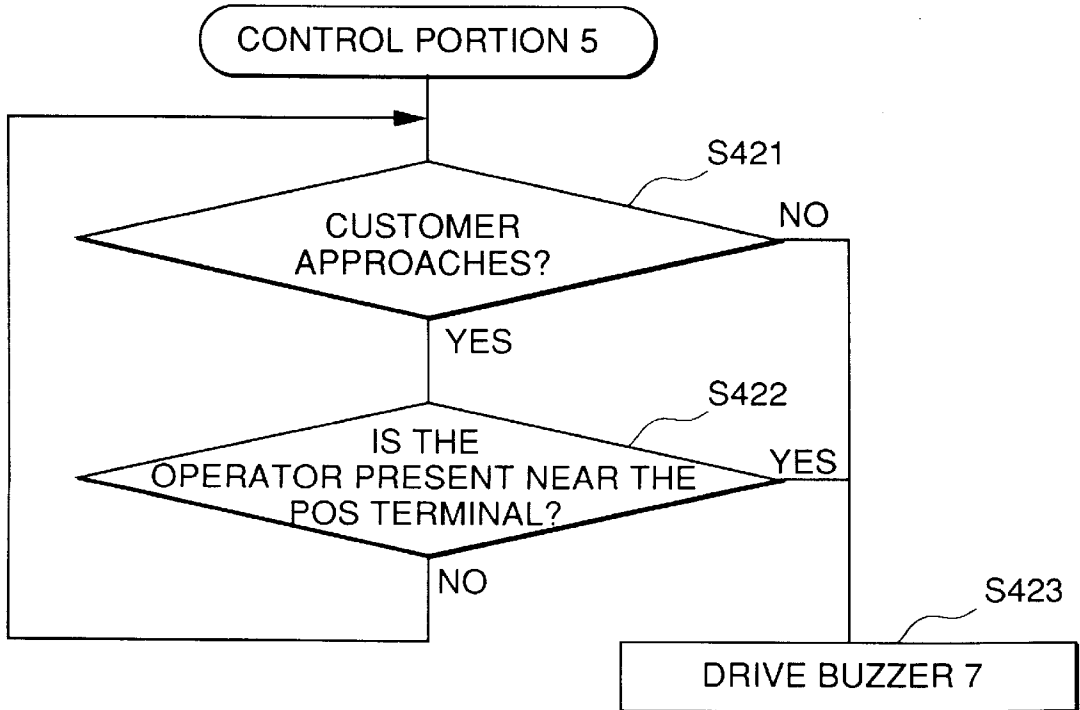 CONTROL PORTION 5
S421
CUSTOMER
APPROACHES?
NO
YES
S422
IS THE
OPERATOR PRESENT NEAR THE
POS TERMINAL?
YES
NO
S423
DRIVE BUZZER 7